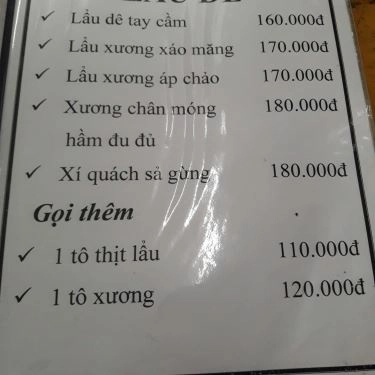 LẨU DÊ
✓ Lẩu dê tay cầm 160.000đ
✓ Lẩu xương xáo măng 170.000đ
✓ Lẩu xương áp chảo 170.000đ
✓ Xương chân móng 180.000đ
hầm đu đủ
✓ Xí quách sả gừng 180.000đ
Gọi thêm
✓ 1 tô thịt lẩu 110.000đ
✓ 1 tô xương 120.000đ